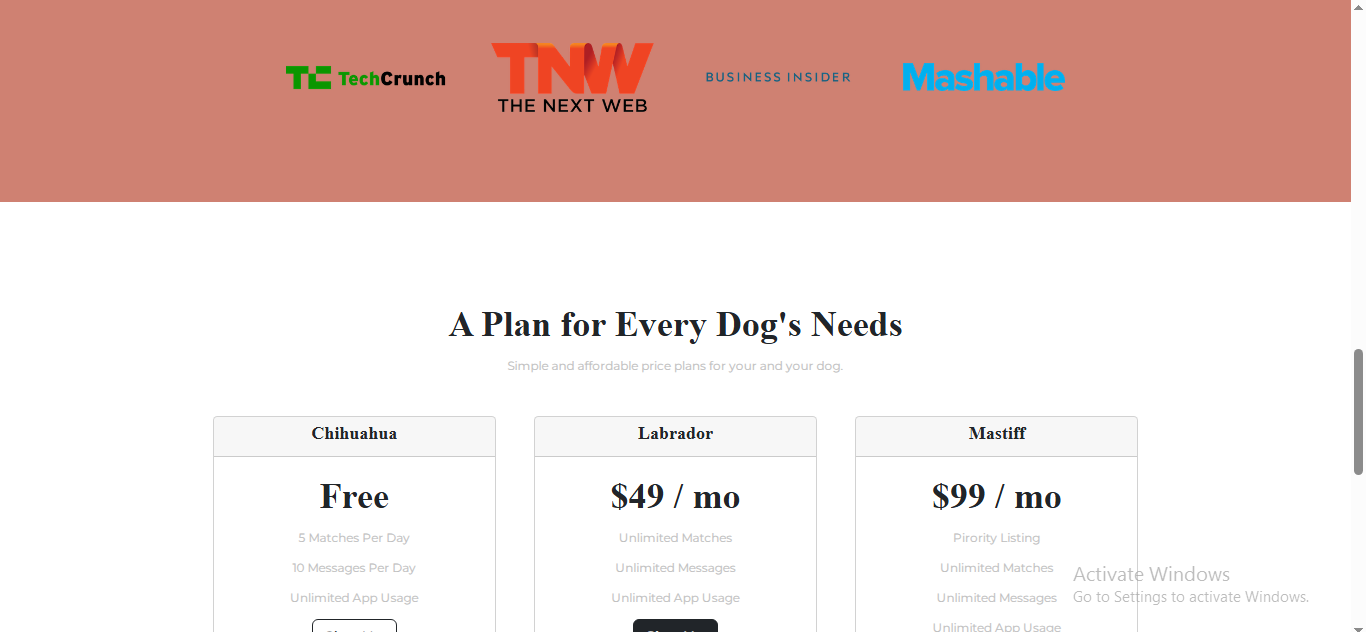 TC TechCrunch
TNW
THE NEXT WEB
BUSINESS INSIDER
Mashable
A Plan for Every Dog's Needs
Simple and affordable price plans for your and your dog.
Chihuahua
Free
5 Matches Per Day
10 Messages Per Day
Unlimited App Usage
Labrador
$49 / mo
Unlimited Matches
Unlimited Messages
Unlimited App Usage
Mastiff
$99 / mo
Pirority Listing
Unlimited Matches
Unlimited Messages
Unlimited App Usage
Activate Windows
Go to Settings to activate Windows.